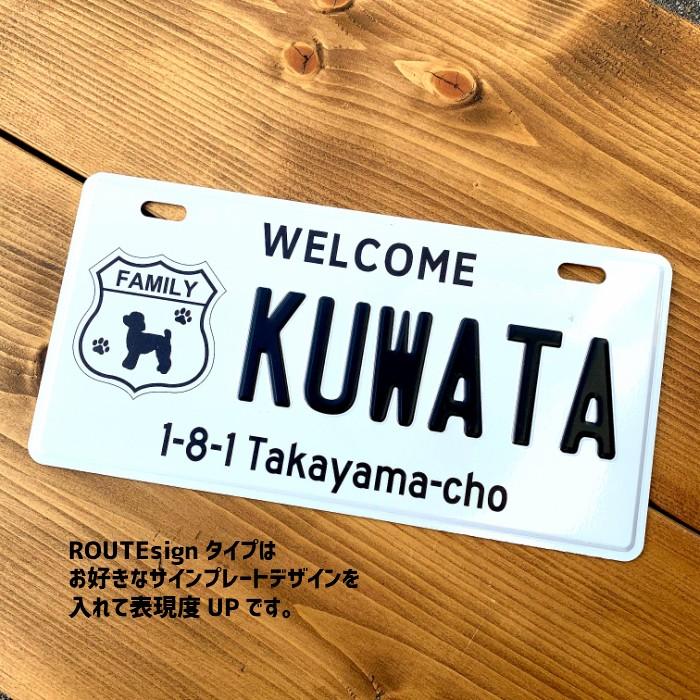 WELCOME
FAMILY
KUWATA
1-8-1 Takayama-cho
ROUTEsign タイプは
お好きなサインプレートデザインを
入れて表現度 UP です。